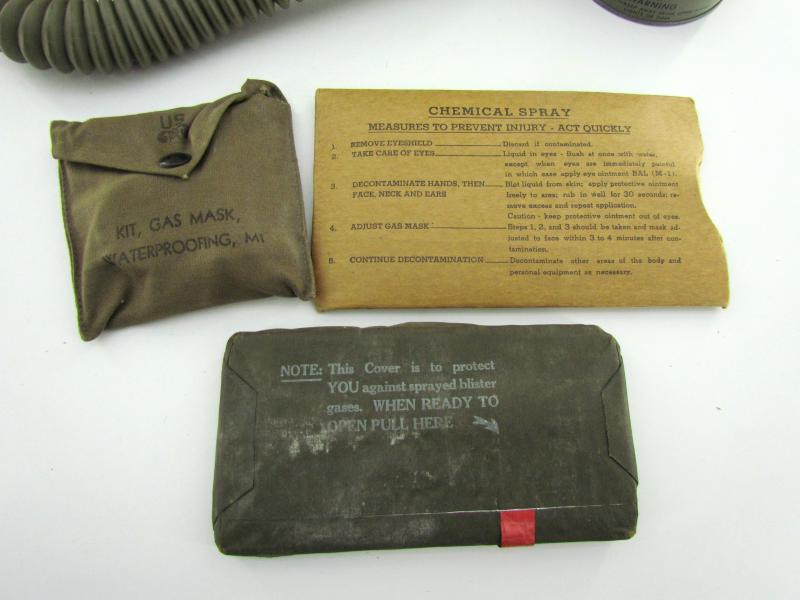 WARNING
US
KIT, GAS MASK,
WATERPROOFING, M1
CHEMICAL SPRAY
MEASURES TO PREVENT INJURY - ACT QUICKLY
1. REMOVE EYESHIELD Discard if contaminated.
2. TAKE CARE OF EYES Liquid in eyes - flush at once with water,
except when eyes are immediately painful
in which case apply eye ointment BAL (M-1).
3. DECONTAMINATE HANDS, THEN Blot liquid from skin; apply protective ointment
FACE, NECK AND EARS freely to area; rub in well for 30 seconds; re-
move excess and repeat application.
Caution - keep protective ointment out of eyes.
4. ADJUST GAS MASK Steps 1, 2, and 3 should be taken and mask ad-
justed to face within 3 to 4 minutes after con-
tamination.
5. CONTINUE DECONTAMINATION Decontaminate other areas of the body and
personal equipment as necessary.
NOTE: This Cover is to protect
YOU against sprayed blister
gases. WHEN READY TO
OPEN PULL HERE